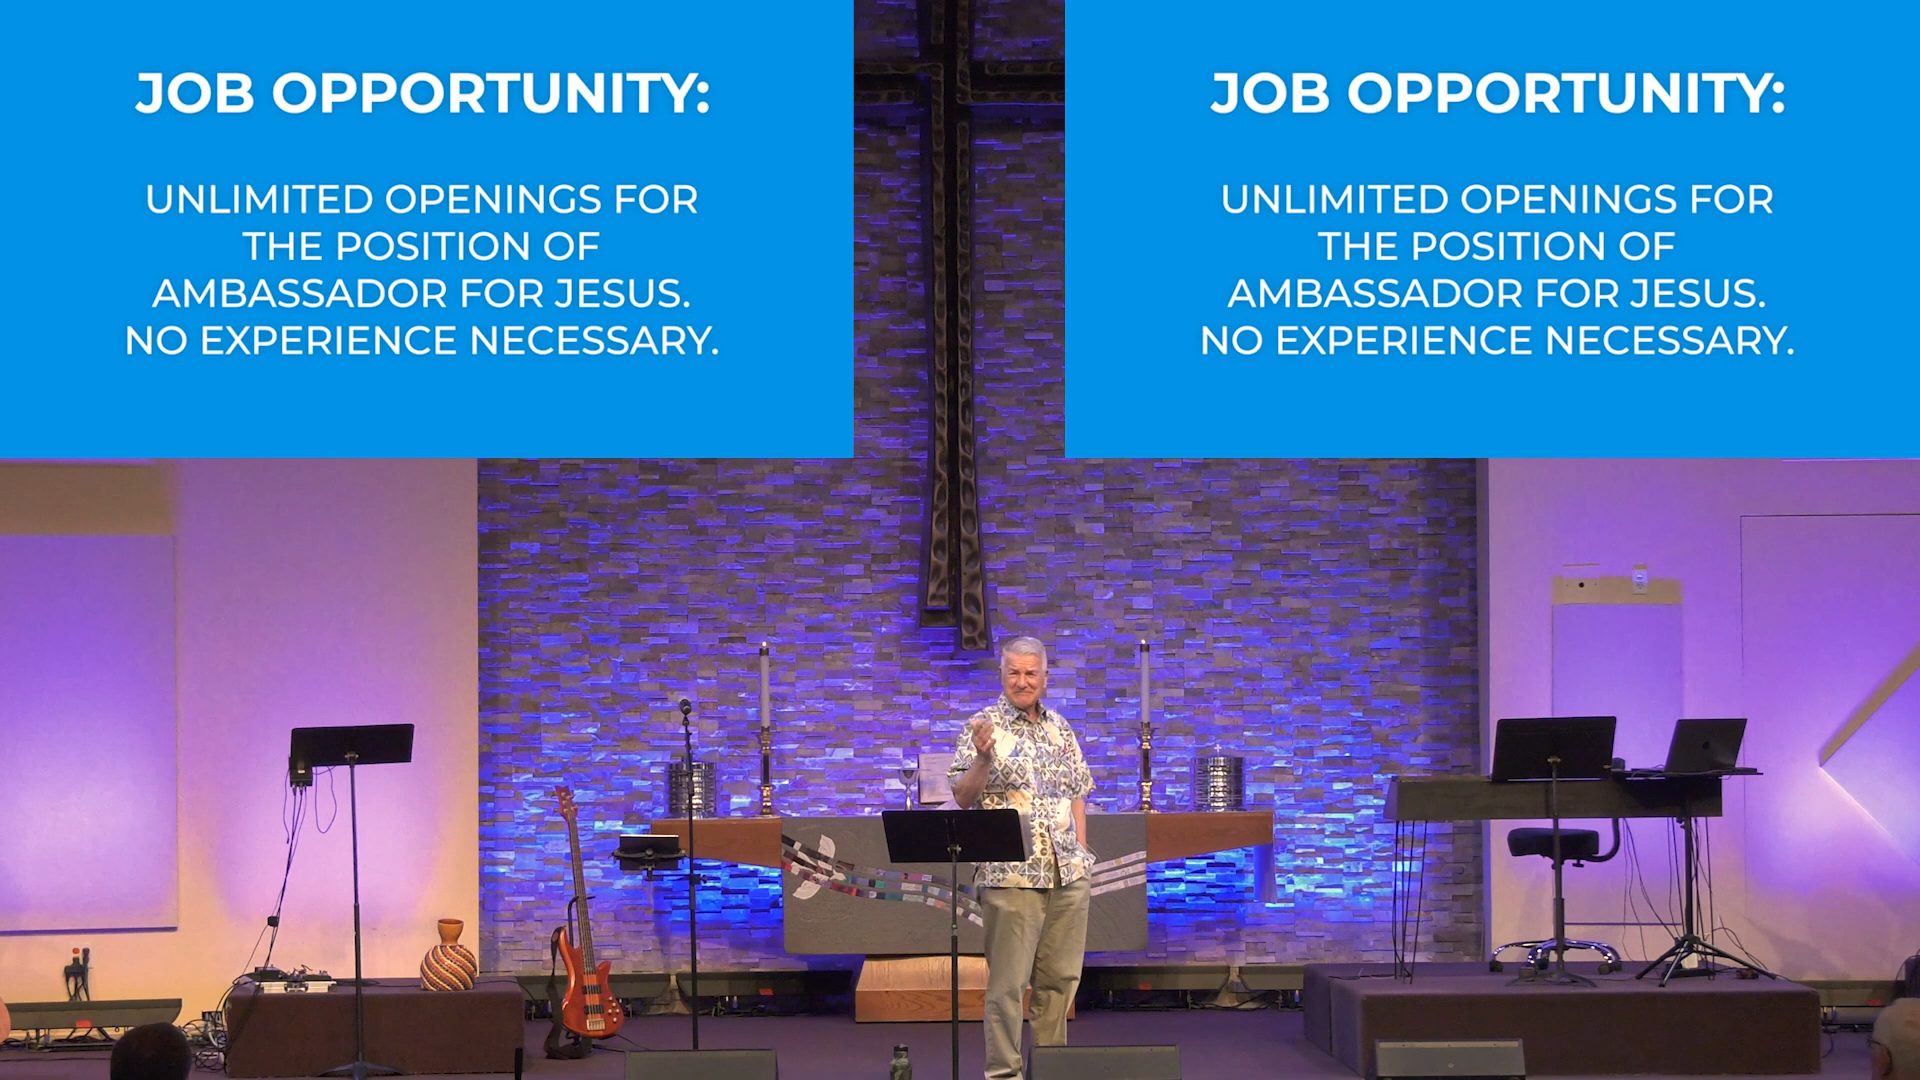 JOB OPPORTUNITY:
UNLIMITED OPENINGS FOR
THE POSITION OF
AMBASSADOR FOR JESUS.
NO EXPERIENCE NECESSARY.
JOB OPPORTUNITY:
UNLIMITED OPENINGS FOR
THE POSITION OF
AMBASSADOR FOR JESUS.
NO EXPERIENCE NECESSARY.